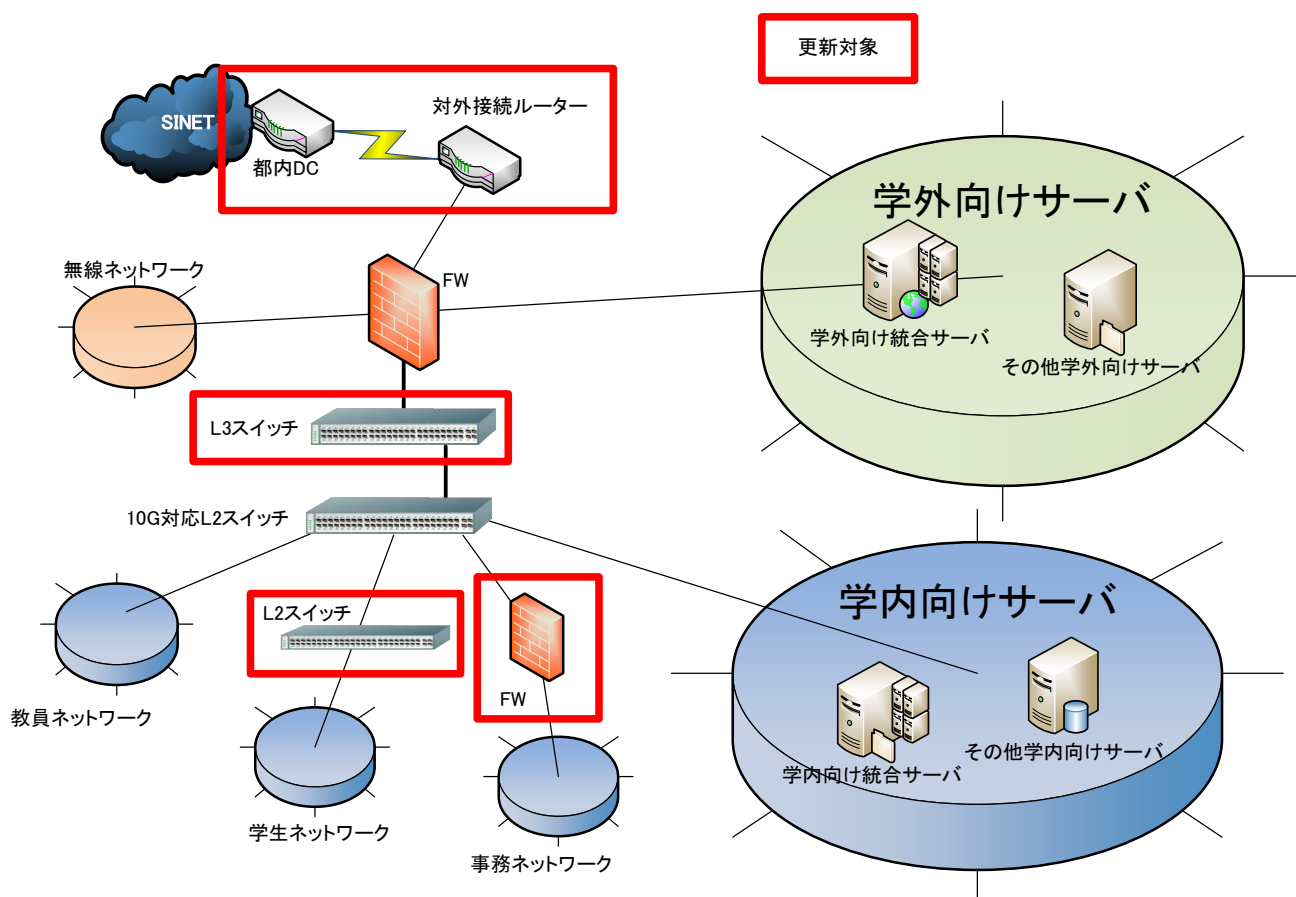 更新対象
SINET
対外接続ルーター
都内DC
学外向けサーバ
無線ネットワーク
FW
学外向け統合サーバ
その他学外向けサーバ
L3スイッチ
10G対応L2スイッチ
学内向けサーバ
L2スイッチ
FW
教員ネットワーク
その他学内向けサーバ
学内向け統合サーバ
学生ネットワーク
事務ネットワーク